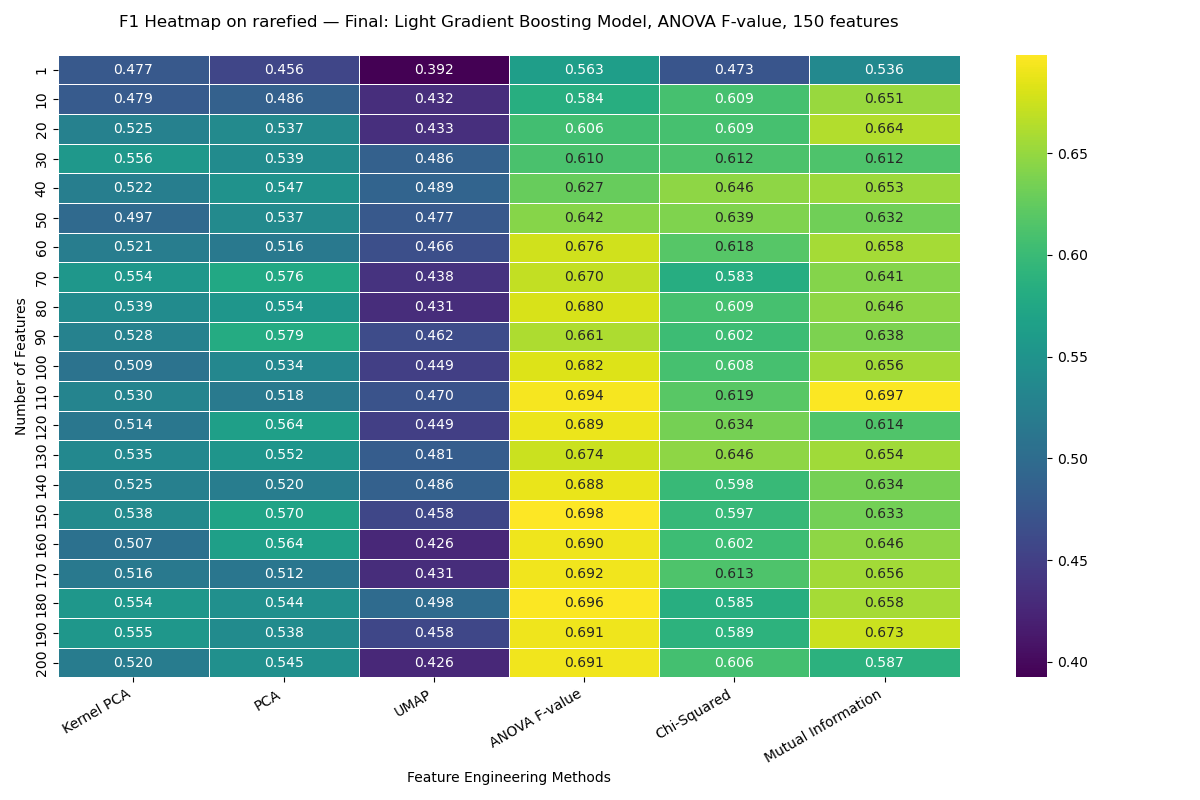 F1 Heatmap on rarefied — Final: Light Gradient Boosting Model, ANOVA F-value, 150 features
1 0.477 0.456 0.392 0.563 0.473 0.536
10 0.479 0.486 0.432 0.584 0.609 0.651
20 0.525 0.537 0.433 0.606 0.609 0.664
30 0.556 0.539 0.486 0.610 0.612 0.612
40 0.522 0.547 0.489 0.627 0.646 0.653
50 0.497 0.537 0.477 0.642 0.639 0.632
60 0.521 0.516 0.466 0.676 0.618 0.658
70 0.554 0.576 0.438 0.670 0.583 0.641
80 0.539 0.554 0.431 0.680 0.609 0.646
90 0.528 0.579 0.462 0.661 0.602 0.638
100 0.509 0.534 0.449 0.682 0.608 0.656
110 0.530 0.518 0.470 0.694 0.619 0.697
120 0.514 0.564 0.449 0.689 0.634 0.614
130 0.535 0.552 0.481 0.674 0.646 0.654
140 0.525 0.520 0.486 0.688 0.598 0.634
150 0.538 0.570 0.458 0.698 0.597 0.633
160 0.507 0.564 0.426 0.690 0.602 0.646
170 0.516 0.512 0.431 0.692 0.613 0.656
180 0.554 0.544 0.498 0.696 0.585 0.658
190 0.555 0.538 0.458 0.691 0.589 0.673
200 0.520 0.545 0.426 0.691 0.606 0.587
Number of Features
Kernel PCA PCA UMAP ANOVA F-value Chi-Squared Mutual Information
Feature Engineering Methods
0.65
0.60
0.55
0.50
0.45
0.40